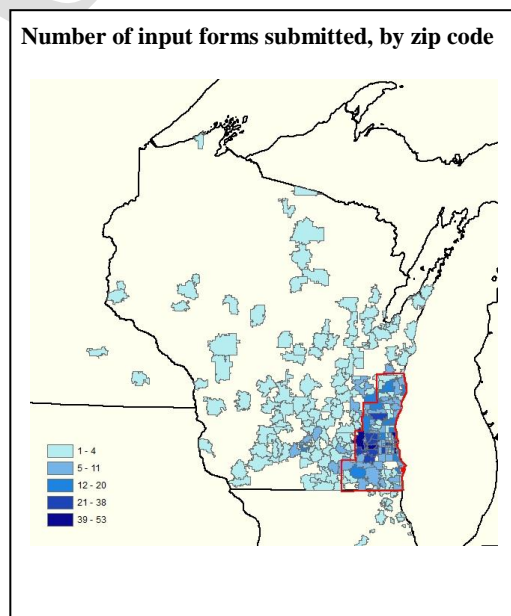 Number of input forms submitted, by zip code
1 - 4
5 - 11
12 - 20
21 - 38
39 - 53